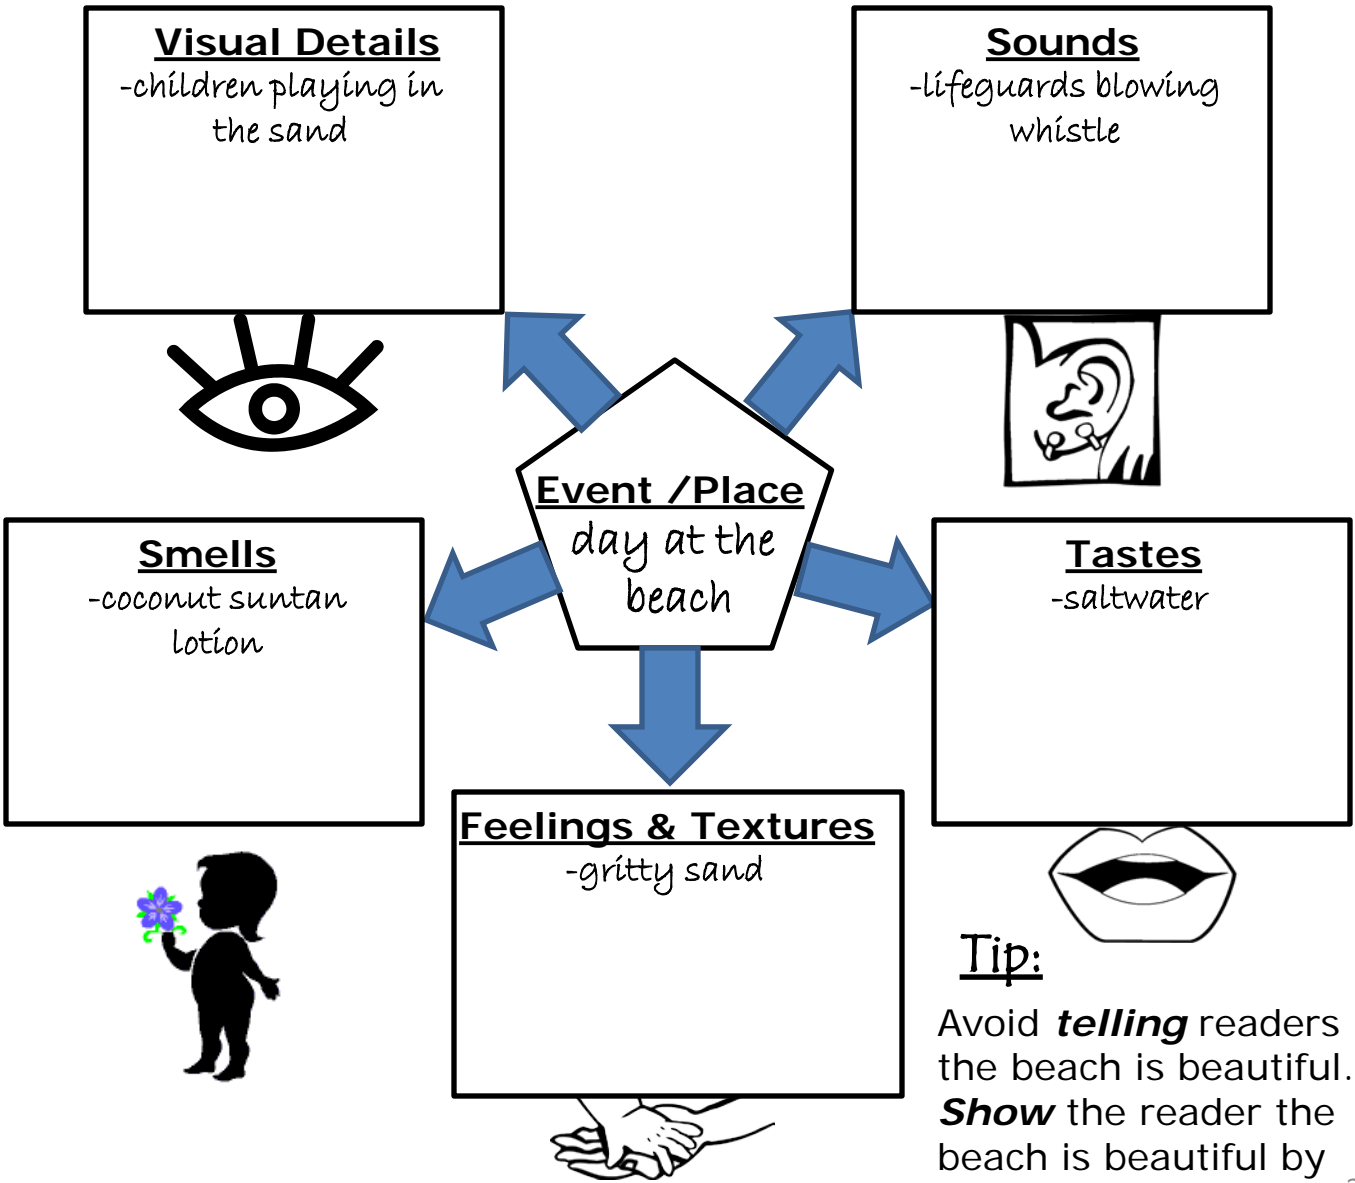 Visual Details
-children playing in
the sand
Sounds
-lifeguards blowing
whistle
Event /Place
day at the
beach
Smells
-coconut suntan
lotion
Tastes
-saltwater
Feelings & Textures
-gritty sand
Tip:
Avoid telling readers
the beach is beautiful.
Show the reader the
beach is beautiful by